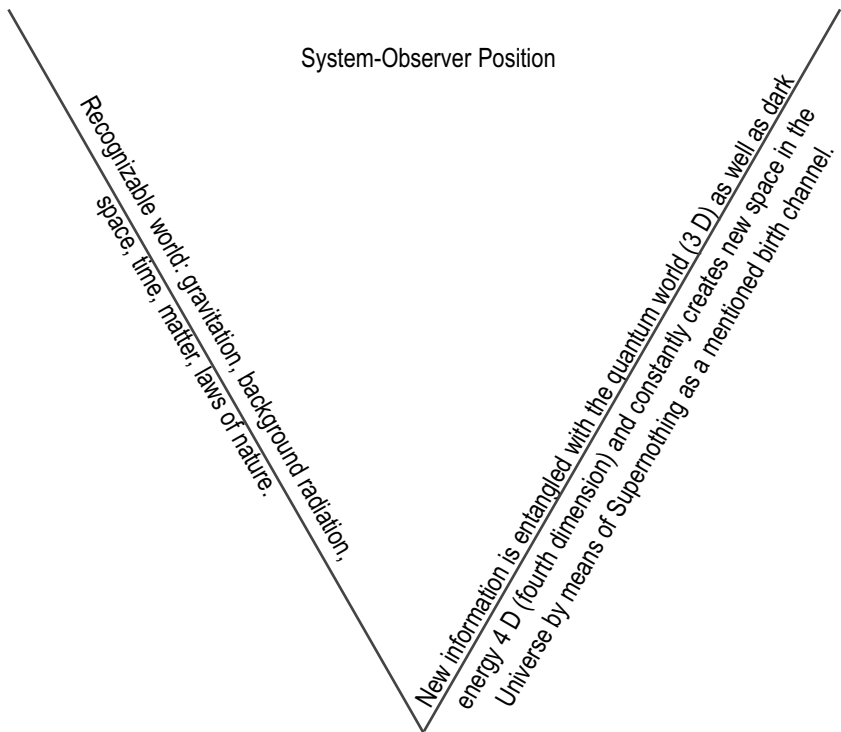 System-Observer Position
Recognizable world: gravitation, background radiation,
space, time, matter, laws of nature.
New information is entangled with the quantum world (3 D) as well as dark
energy 4 D (fourth dimension) and constantly creates new space in the
Universe by means of Supernothing as a mentioned birth channel.